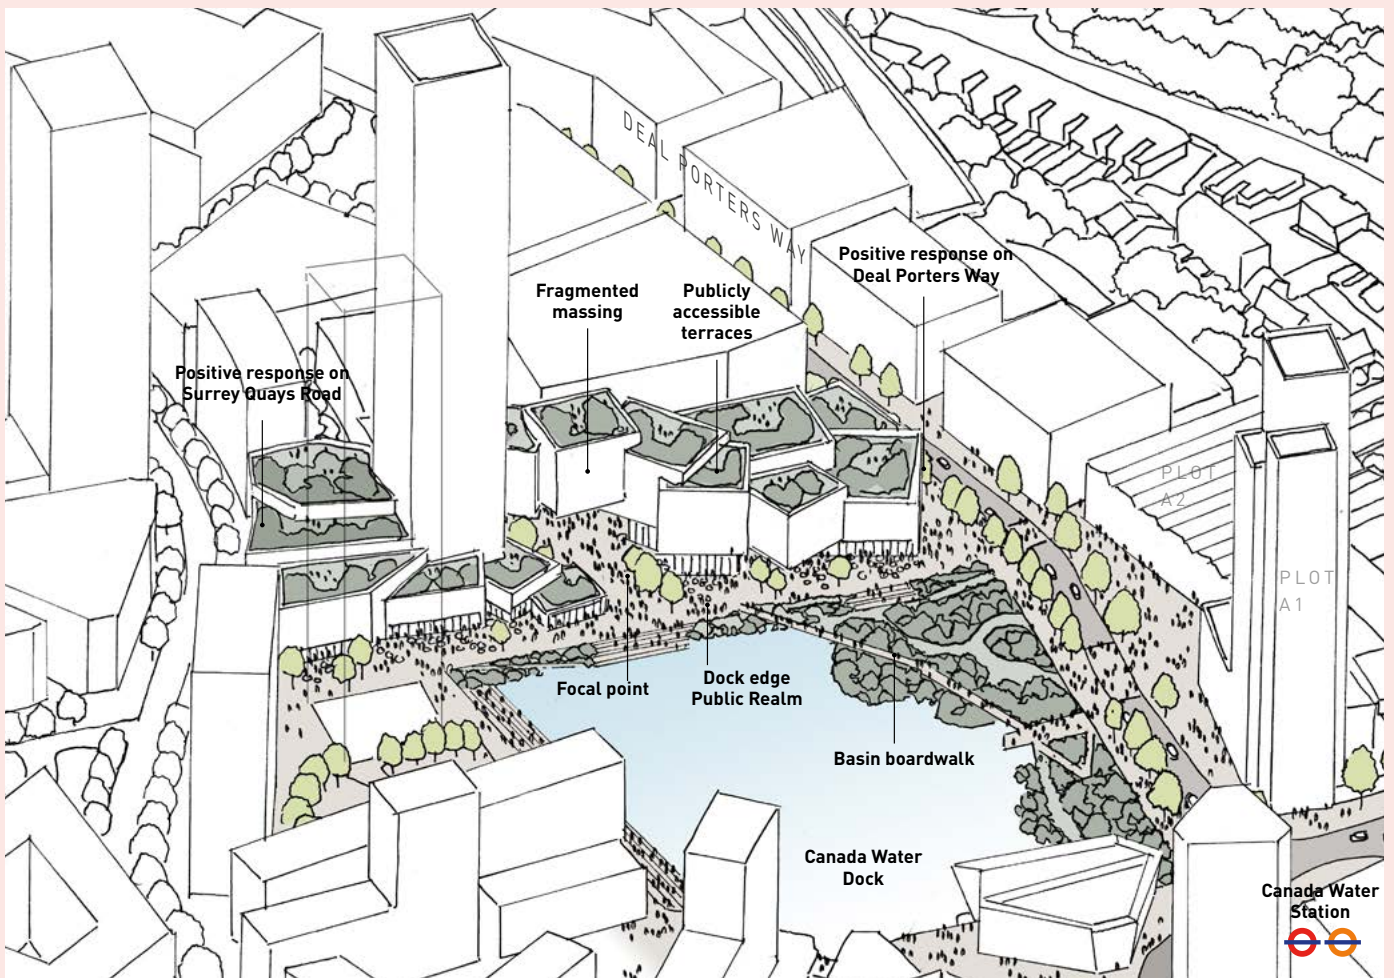 DEAL PORTERS WAY
Positive response on
Deal Porters Way
Fragmented
massing
Publicly
accessible
terraces
Positive response on
Surrey Quays Road
PLOT
A2
PLOT
A1
Focal point
Dock edge
Public Realm
Basin boardwalk
Canada Water
Dock
Canada Water
Station